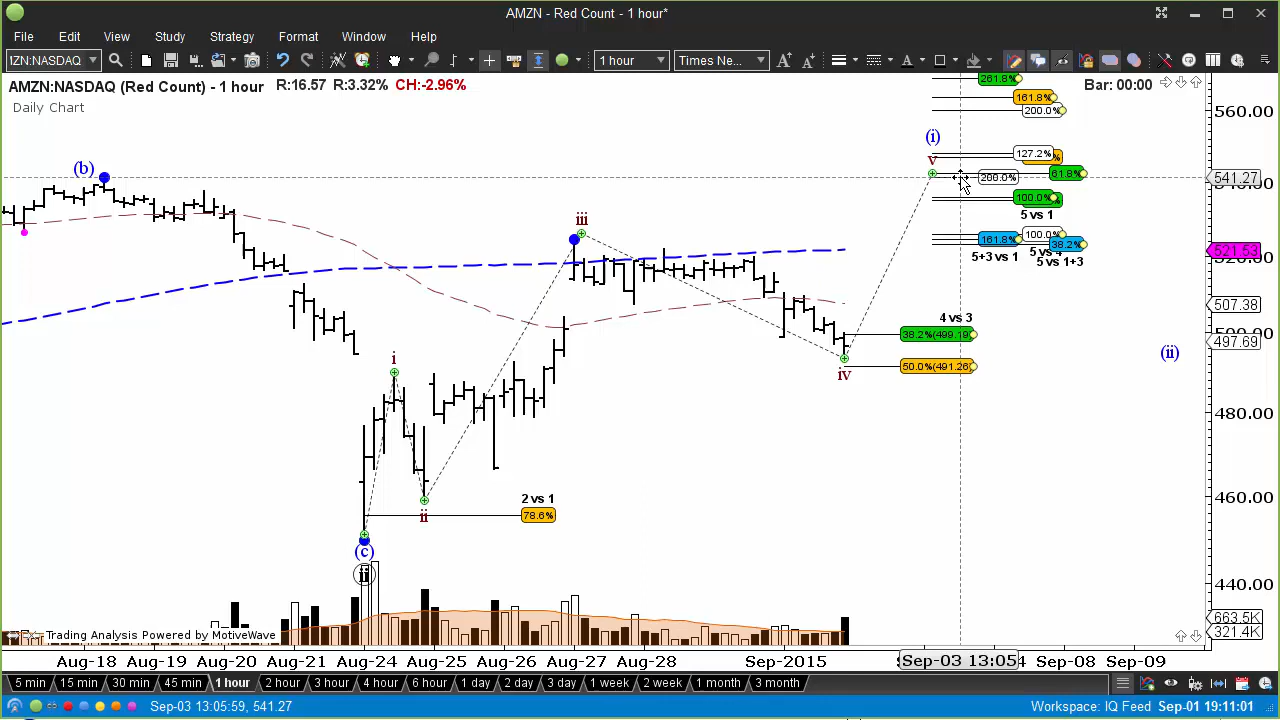 AMZN - Red Count - 1 hour*
File Edit View Study Strategy Format Window Help
ZN:NASDAQ 1 hour Times Ne...
AMZN:NASDAQ (Red Count) - 1 hour R:16.57 R:3.32% CH:-2.96% Bar: 00:00
Daily Chart
261.8%
161.8%
200.0%
560.00
(i)
127.2%
v
(b)
61.8%
200.0%
541.27
100.0%
5 vs 1
iii
100.0%
161.8% 38.2%
5+3 vs 1
5 vs 1+3
521.53
507.38
4 vs 3
38.2%(499.19)
497.69
(ii)
i
50.0%(491.26)
iv
480.00
2 vs 1
460.00
ii
78.6%
(c)
ii
440.00
663.5K
321.4K
Trading Analysis Powered by MotiveWave
Aug-18 Aug-19 Aug-20 Aug-21 Aug-24 Aug-25 Aug-26 Aug-27 Aug-28 Sep-2015 Sep-03 13:05 Sep-08 Sep-09
5 min 15 min 30 min 45 min 1 hour 2 hour 3 hour 4 hour 6 hour 1 day 2 day 3 day 1 week 2 week 1 month 3 month
Sep-03 13:05:59, 541.27 Workspace: IQ Feed Sep-01 19:11:01